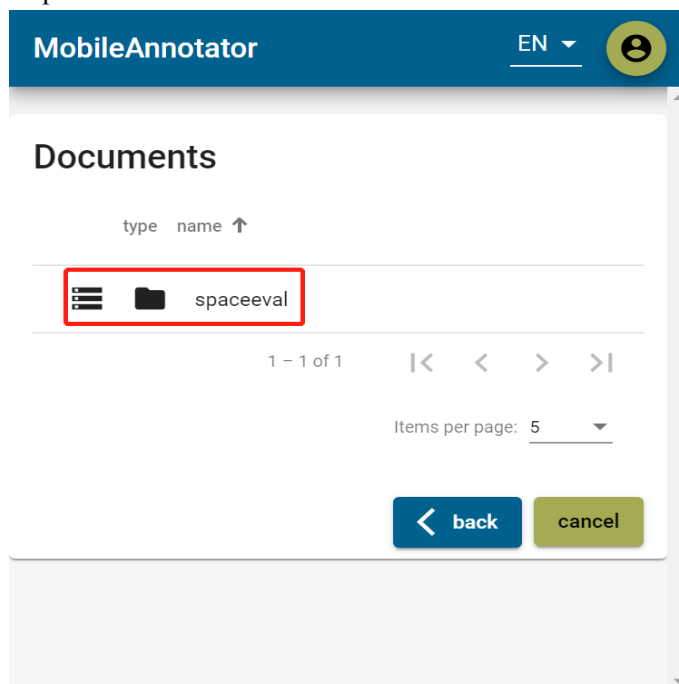 MobileAnnotator EN
Documents
type name
spaceeval
1 – 1 of 1
Items per page: 5
back cancel